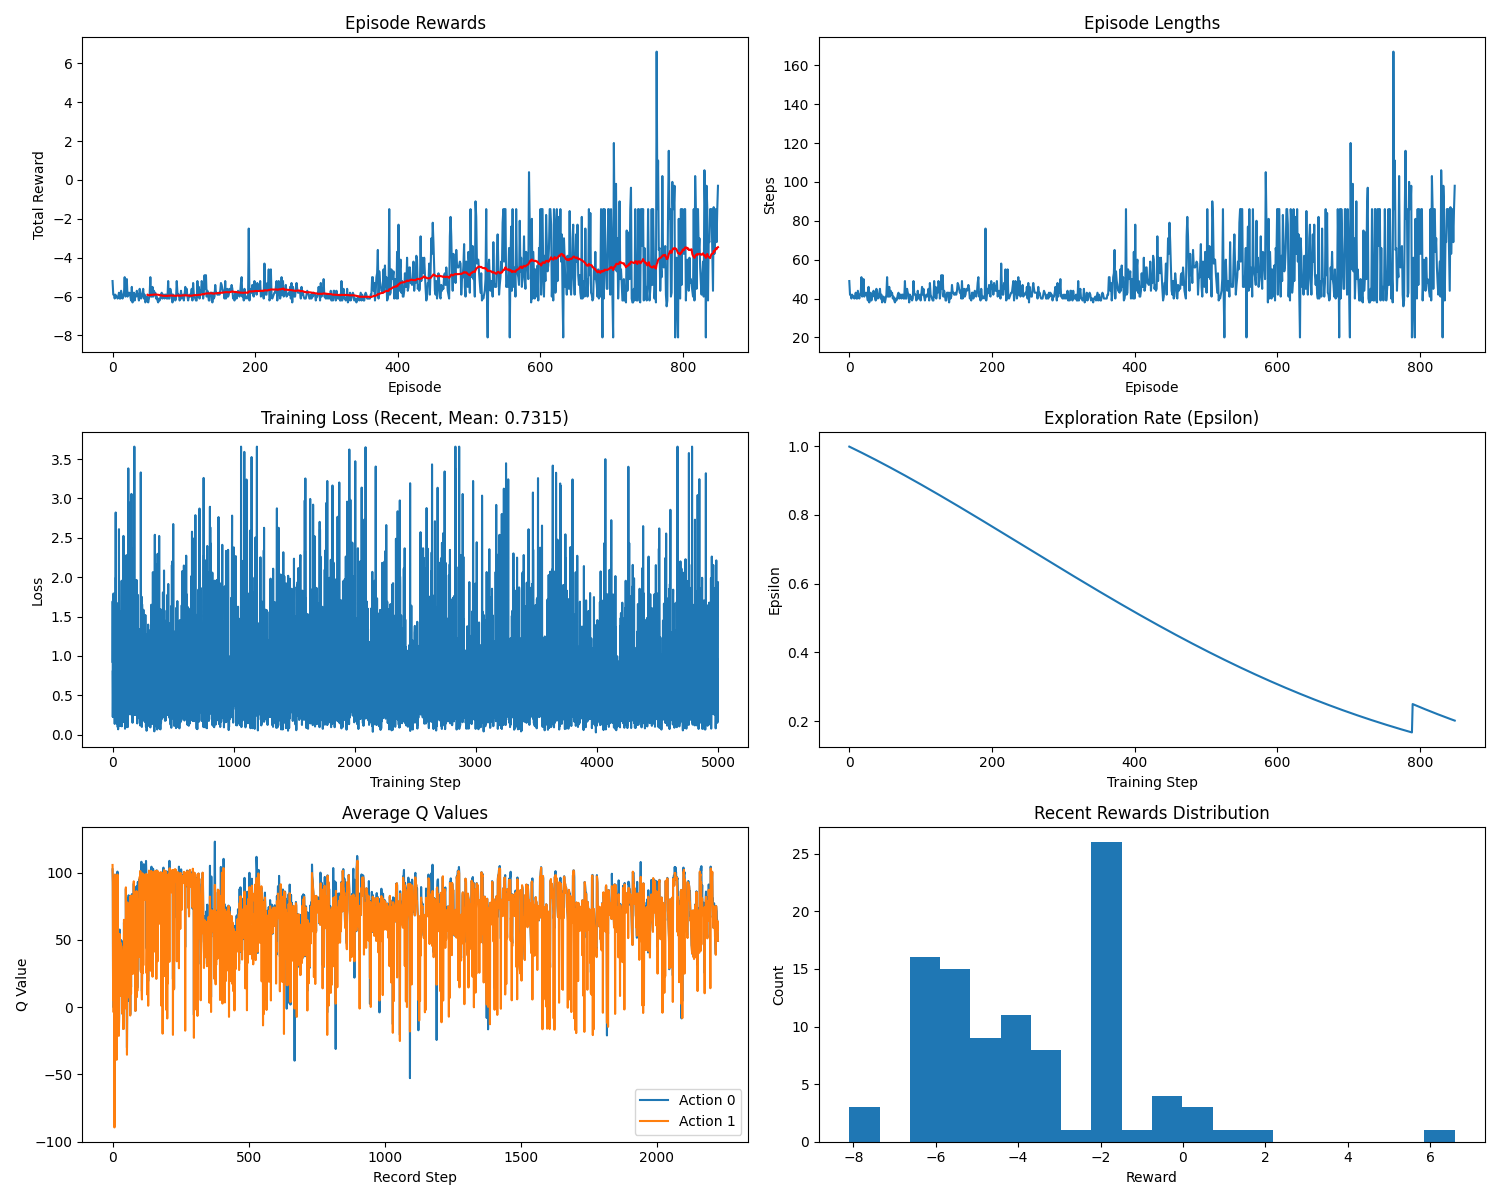 Episode Rewards
Total Reward
6
4
2
0
−2
−4
−6
−8
0 200 400 600 800
Episode
Episode Lengths
Steps
160
140
120
100
80
60
40
20
0 200 400 600 800
Episode
Training Loss (Recent, Mean: 0.7315)
Loss
3.5
3.0
2.5
2.0
1.5
1.0
0.5
0.0
0 1000 2000 3000 4000 5000
Training Step
Exploration Rate (Epsilon)
Epsilon
1.0
0.8
0.6
0.4
0.2
0 200 400 600 800
Training Step
Average Q Values
Q Value
100
50
0
−50
−100
0 500 1000 1500 2000
Record Step
Action 0
Action 1
Recent Rewards Distribution
Count
25
20
15
10
5
0
−8 −6 −4 −2 0 2 4 6
Reward